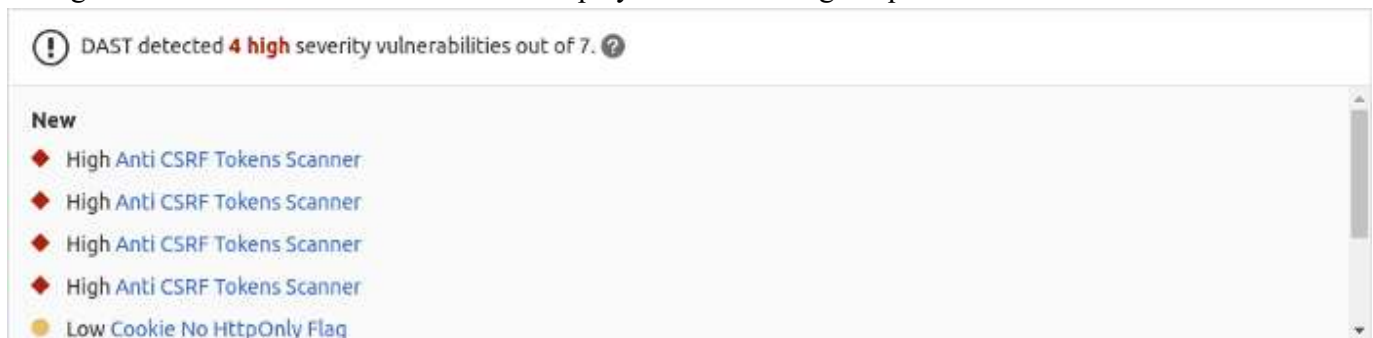 DAST detected 4 high severity vulnerabilities out of 7.
New
High Anti CSRF Tokens Scanner
High Anti CSRF Tokens Scanner
High Anti CSRF Tokens Scanner
High Anti CSRF Tokens Scanner
Low Cookie No HttpOnly Flag